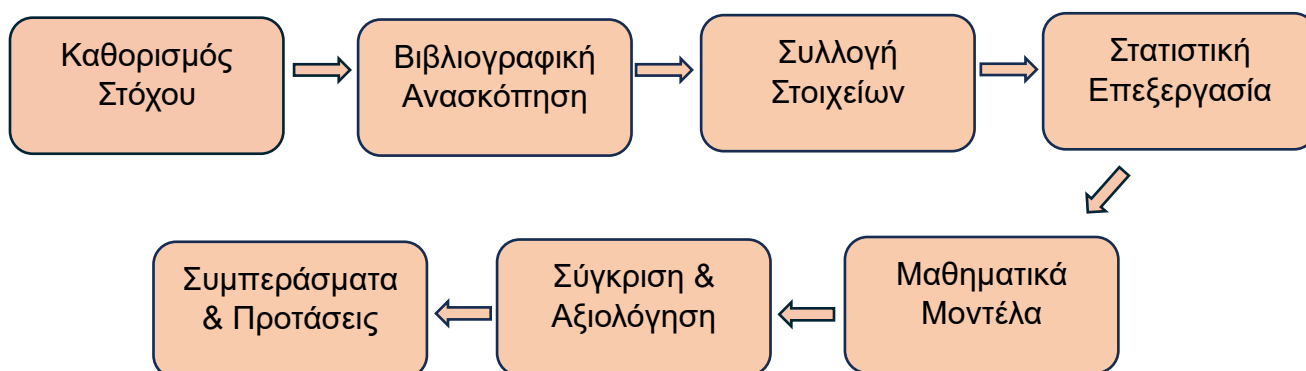 Καθορισμός
Στόχου
Βιβλιογραφική
Ανασκόπηση
Συλλογή
Στοιχείων
Στατιστική
Επεξεργασία
Μαθηματικά
Μοντέλα
Σύγκριση &
Αξιολόγηση
Συμπεράσματα
& Προτάσεις